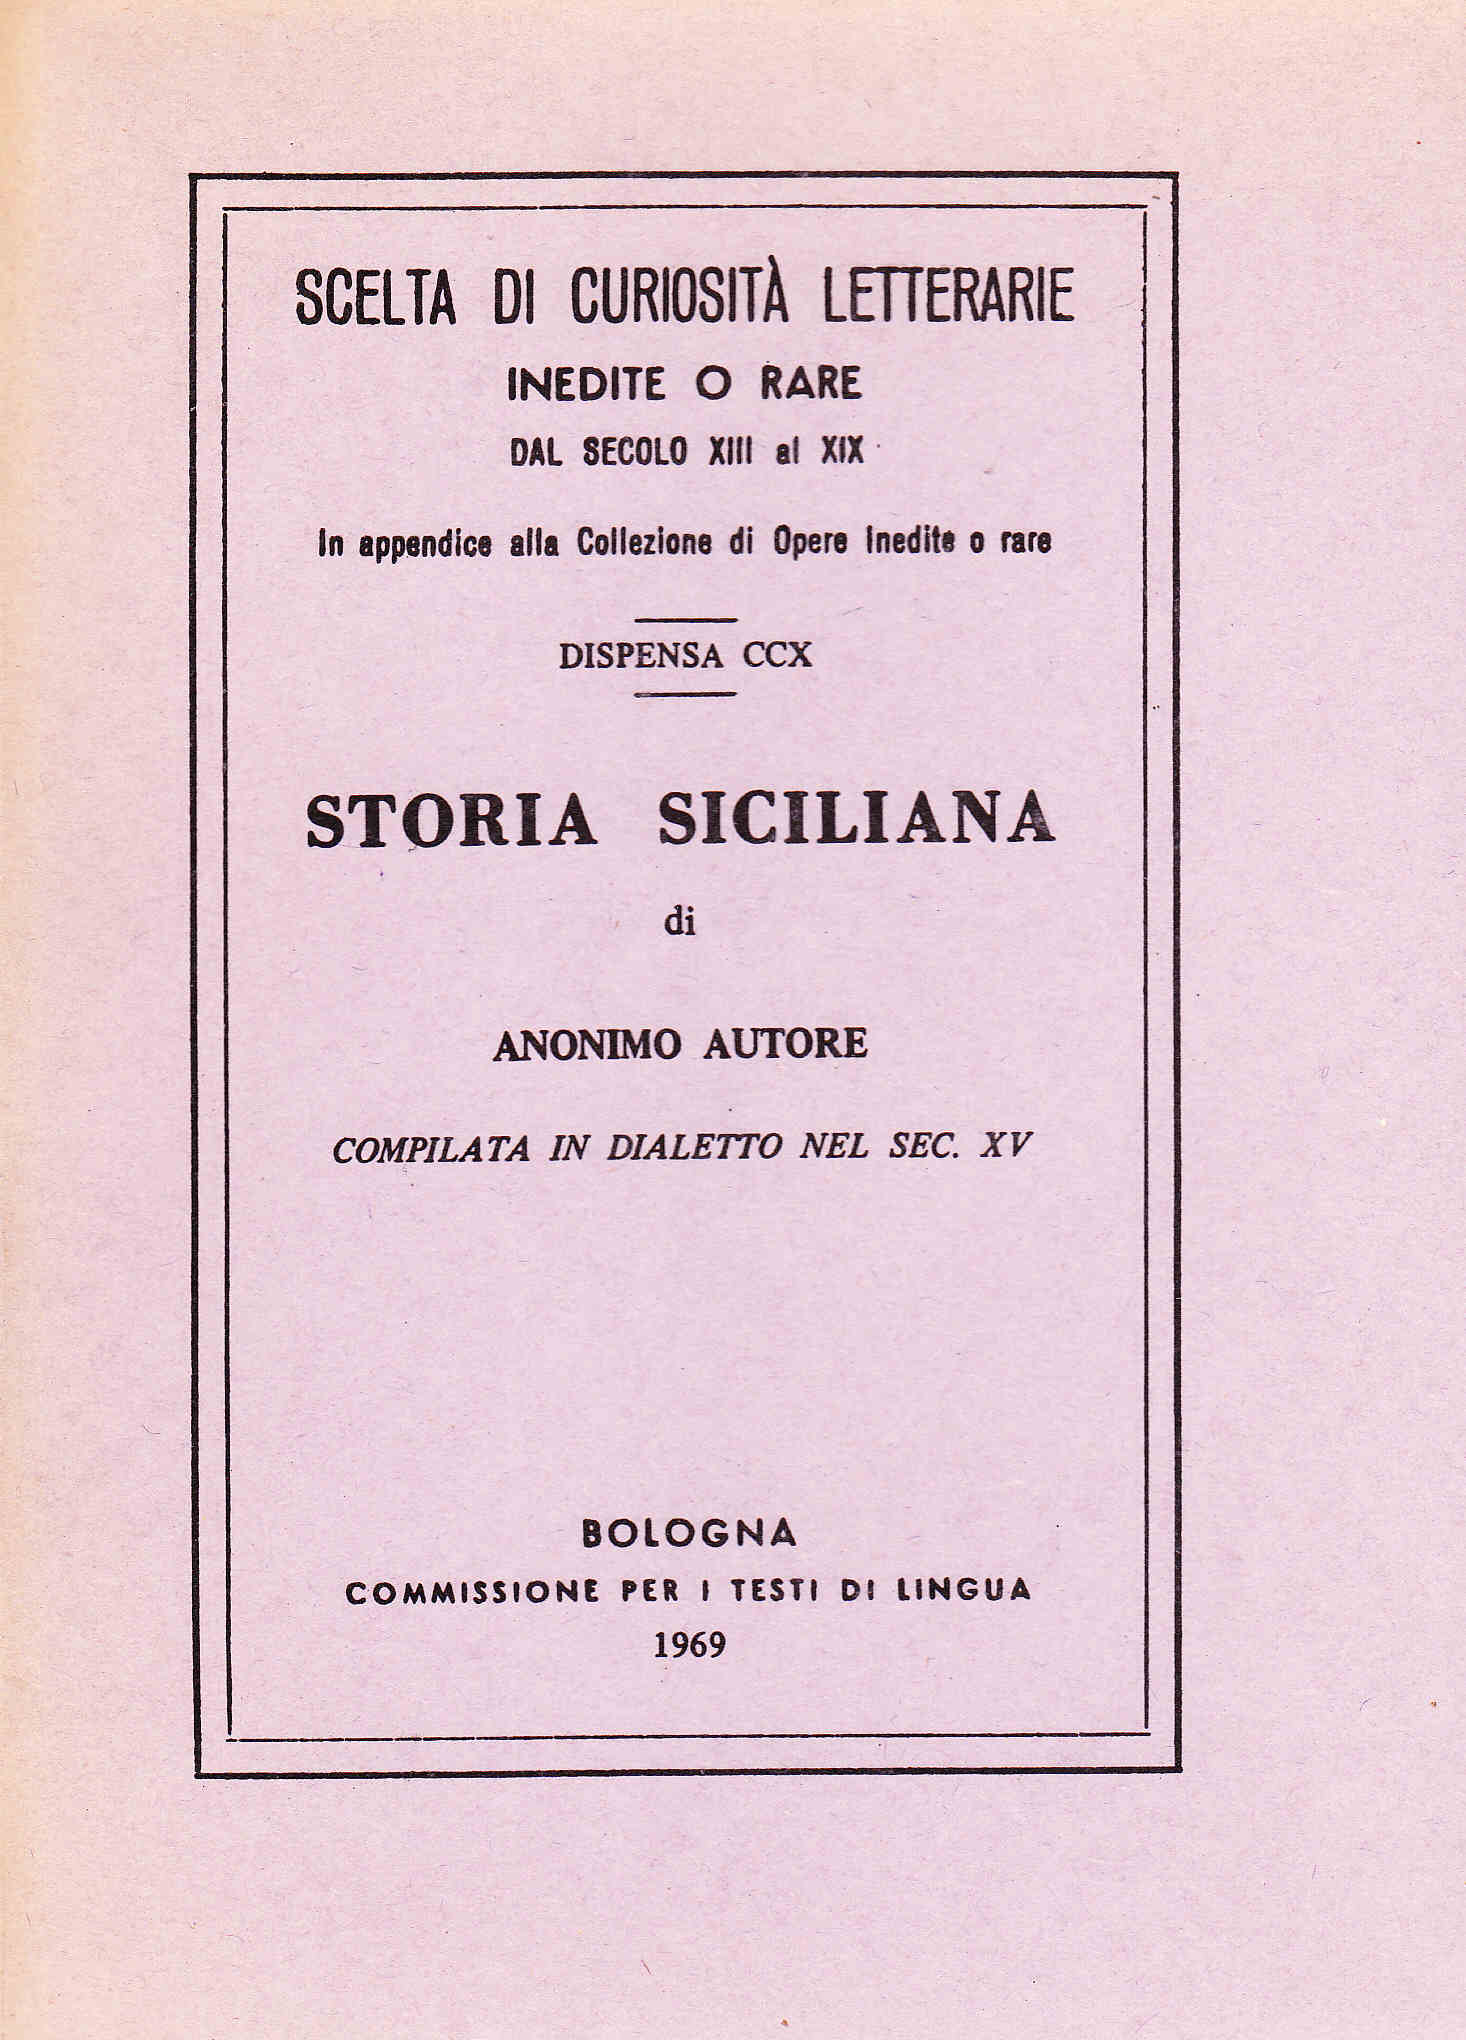 SCELTA DI CURIOSITÀ LETTERARIE
INEDITE O RARE
DAL SECOLO XIII al XIX
In appendice alla Collezione di Opere Inedite o rare
DISPENSA CCX
STORIA SICILIANA
di
ANONIMO AUTORE
COMPILATA IN DIALETTO NEL SEC. XV
BOLOGNA
COMMISSIONE PER I TESTI DI LINGUA
1969